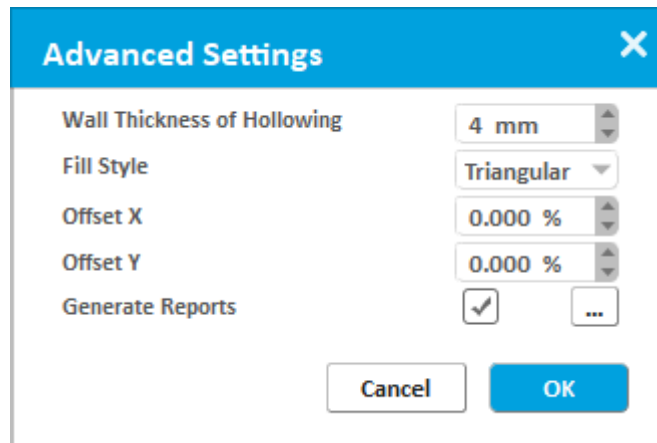 Advanced Settings
Wall Thickness of Hollowing 4 mm
Fill Style Triangular
Offset X 0.000 %
Offset Y 0.000 %
Generate Reports ...
Cancel OK